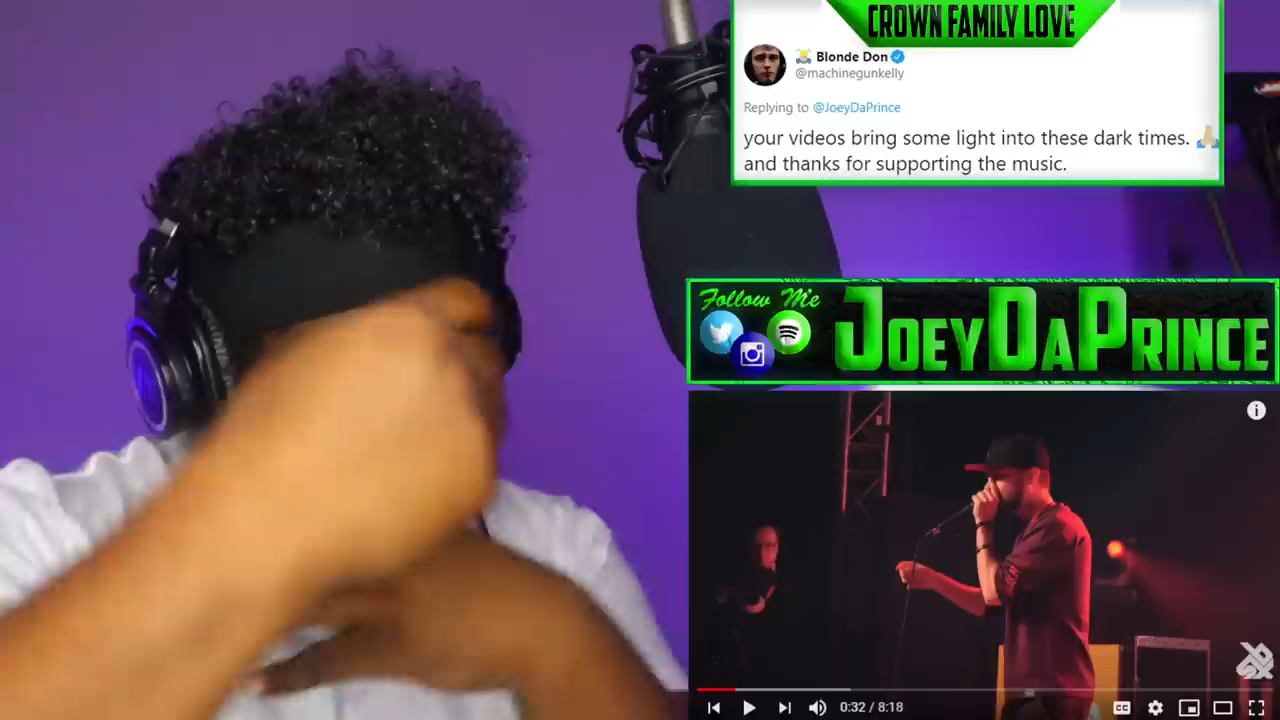 CROWN FAMILY LOVE
Blonde Don
@machinegunkelly
Replying to @JoeyDaPrince
your videos bring some light into these dark times. 🙏🏼
and thanks for supporting the music.
Follow Me
JOEYDAPRINCE
0:32 / 8:18
CC